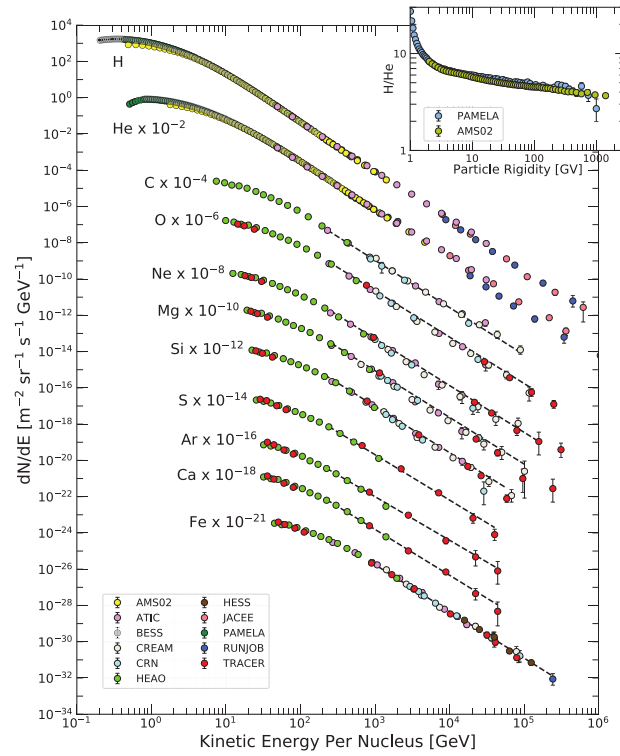 10^4
10^2
10^0
10^−2
10^−4
10^−6
10^−8
10^−10
10^−12
10^−14
10^−16
10^−18
10^−20
10^−22
10^−24
10^−26
10^−28
10^−30
10^−32
10^−34
dN/dE [m^−2 sr^−1 s^−1 GeV^−1]
H
He x 10^−2
C x 10^−4
O x 10^−6
Ne x 10^−8
Mg x 10^−10
Si x 10^−12
S x 10^−14
Ar x 10^−16
Ca x 10^−18
Fe x 10^−21
H/He
10
1
PAMELA
AMS02
1 10 100 1000
Particle Rigidity [GV]
AMS02
ATIC
BESS
CREAM
CRN
HEAO
HESS
JACEE
PAMELA
RUNJOB
TRACER
10^−1 10^0 10^1 10^2 10^3 10^4 10^5 10^6
Kinetic Energy Per Nucleus [GeV]